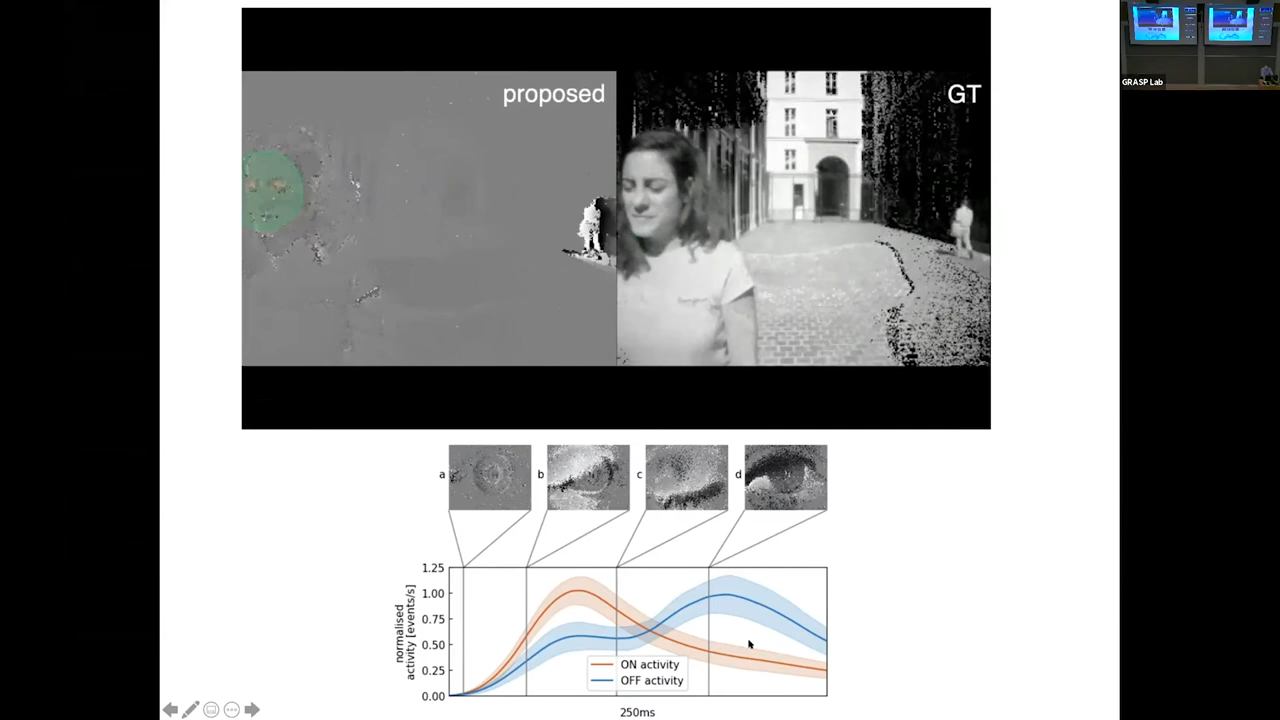 proposed
GT
GRASP Lab
a
b
c
d
1.25
1.00
0.75
0.50
0.25
0.00
normalised
activity [events/s]
ON activity
OFF activity
250ms